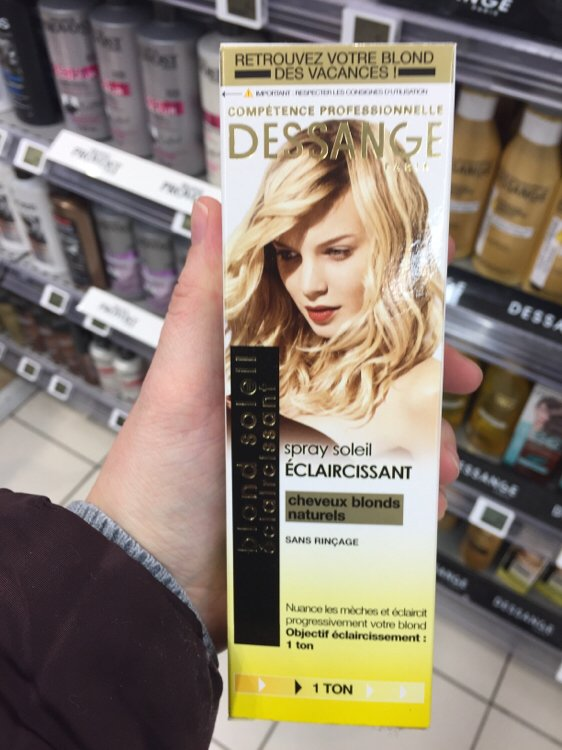 RETROUVEZ VOTRE BLOND
DES VACANCES !
IMPORTANT : RESPECTER LES CONSIGNES D'UTILISATION
COMPÉTENCE PROFESSIONNELLE
DESSANGE
PARIS
blond soleil
éclaircissant
spray soleil
ÉCLAIRCISSANT
cheveux blonds
naturels
SANS RINÇAGE
Nuance les mèches et éclaircit
progressivement votre blond
Objectif éclaircissement :
1 ton
1 TON
DESSANGE
DESSANGE